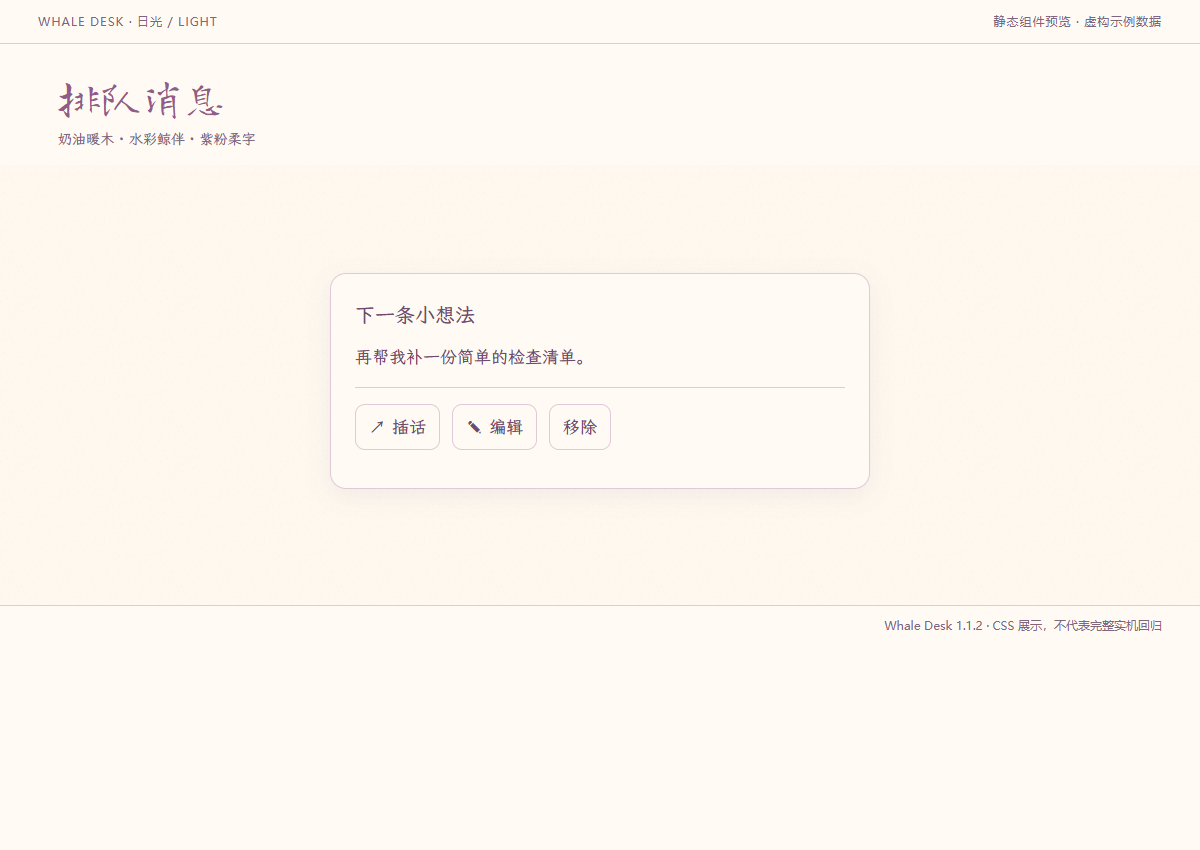 WHALE DESK · 日光 / LIGHT
静态组件预览 · 虚构示例数据
排队消息
奶油暖木 · 水彩鲸伴 · 紫粉柔字
下一条小想法
再帮我补一份简单的检查清单。
↗ 插话
✎ 编辑
移除
Whale Desk 1.1.2 · CSS 展示，不代表完整实机回归